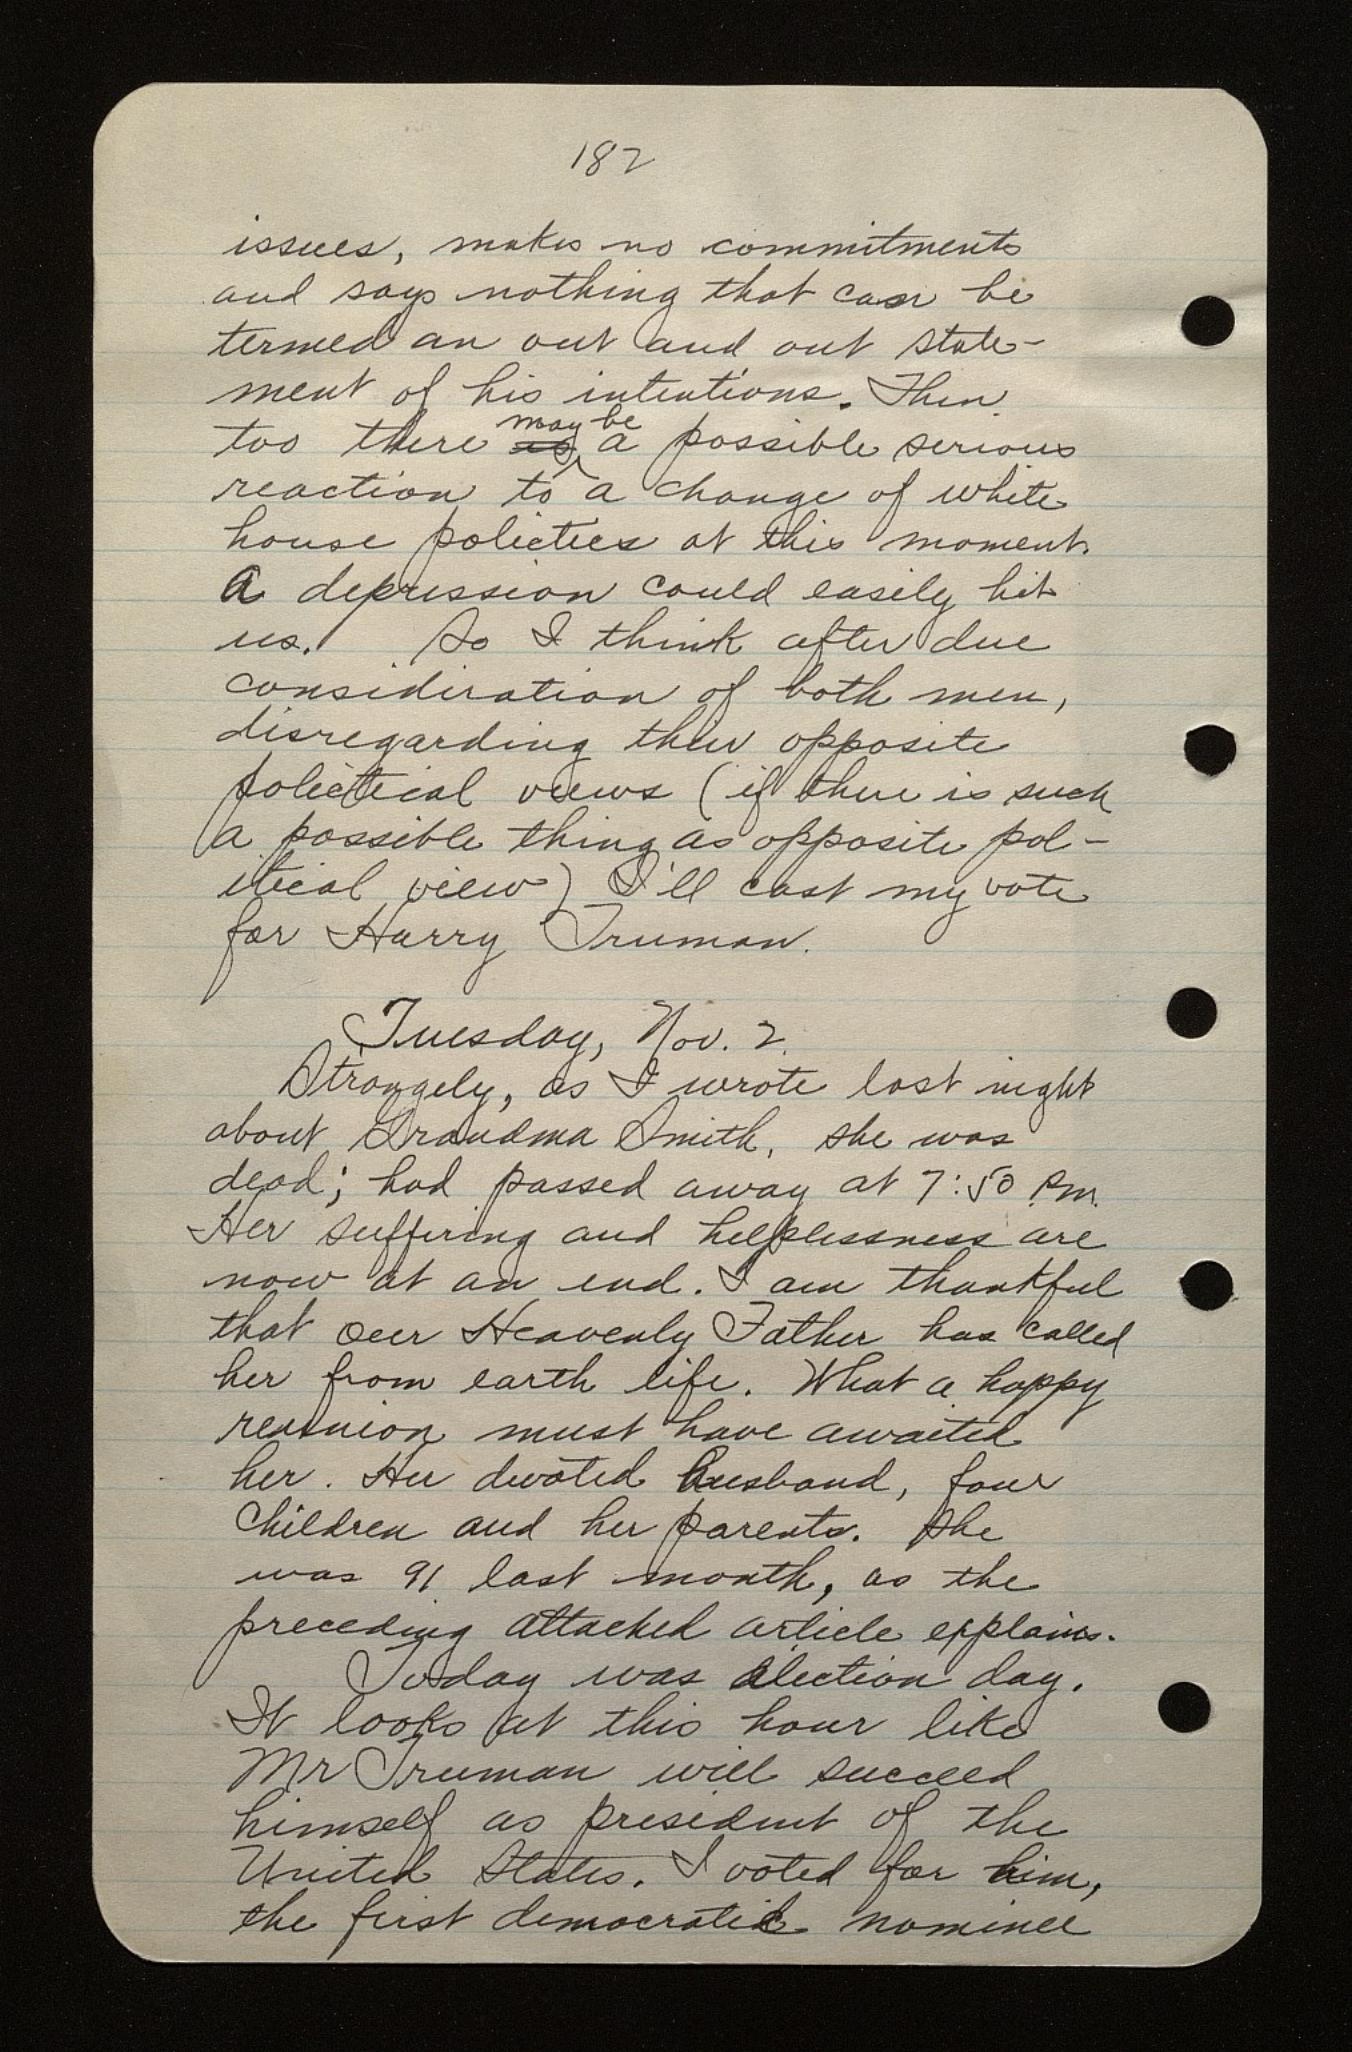 182
issues, makes no commitments
and says nothing that can be
termed an out and out state-
ment of his intentions. Then
too there is may be a possible serious
reaction to a change of white
house policties at this moment.
A depression could easily hit
us. So I think after due
consideration of both men,
disregarding their opposite
polictical views (if there is such
a possible thing as opposite pol-
itical view) I'll cast my vote
for Harry Truman.
Tuesday, Nov. 2.
Strangely, as I wrote last night
about Grandma Smith, she was
dead; had passed away at 7:50 P.m.
Her suffering and helplessness are
now at an end. I am thankful
that our Heavenly Father has called
her from earth life. What a happy
reunion must have awaited
her. Her devoted husband, four
children and her parents. She
was 91 last month, as the
preceding attached article explains.
Today was election day.
It looks at this hour like
Mr Truman will succeed
himself as president of the
United States. I voted for him,
the first democratic nominee